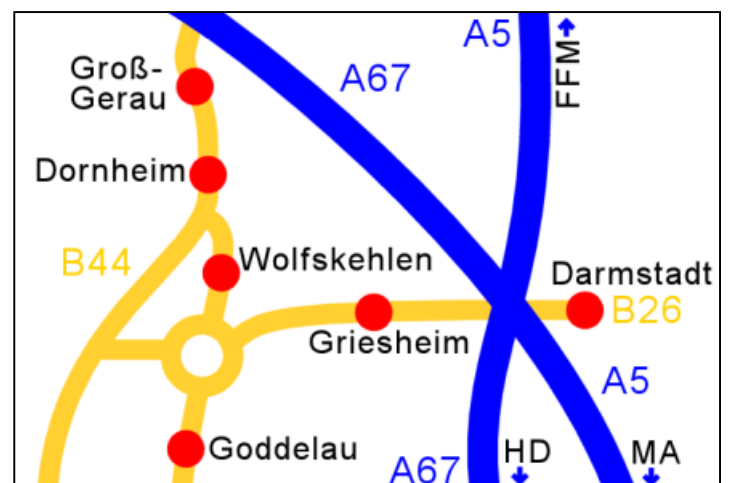 A5
FFM
Groß-
Gerau
A67
Dornheim
B44
Wolfskehlen
Darmstadt
B26
Griesheim
A5
Goddelau
A67
HD
MA